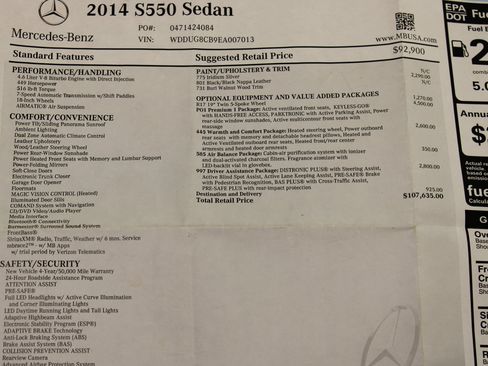 2014 S550 Sedan
Mercedes-Benz
PO#: 0471424084
VIN: WDDUG8CB9EA007013
www.MBUSA.com
$92,900
Standard Features
Suggested Retail Price
PERFORMANCE/HANDLING
4.6 Liter V-8 Biturbo Engine with Direct Injection
449 Horsepower
516 lb-ft Torque
7-Speed Automatic Transmission w/Shift Paddles
18-Inch Wheels
AIRMATIC® Air Suspension
COMFORT/CONVENIENCE
Power Tilt/Sliding Panorama Sunroof
Ambient Lighting
Dual Zone Automatic Climate Control
Leather Upholstery
Wood/Leather Steering Wheel
Power Rear-Window Sunshade
Power Heated Front Seats with Memory and Lumbar Support
Power-Folding Mirrors
Soft-Close Doors
Electronic Trunk Closer
Garage Door Opener
Floormats
MAGIC VISION CONTROL (Heated)
Illuminated Door Sills
COMAND System with Navigation
CD/DVD Video/Audio Player
Media Interface
Bluetooth® Connectivity
Burmester® Surround Sound System
FrontBass®
SiriusXM® Radio, Traffic, Weather w/ 6 mos. Service
mbrace2™ - w/ MB Apps
w/ trial period by Verizon Telematics
SAFETY/SECURITY
New Vehicle 4-Year/50,000 Mile Warranty
24-Hour Roadside Assistance Program
ATTENTION ASSIST
PRE-SAFE®
Full LED Headlights w/ Active Curve Illumination
and Corner Illuminating Lights
LED Daytime Running Lights and Tail Lights
Adaptive Highbeam Assist
Electronic Stability Program (ESP®)
ADAPTIVE BRAKE Technology
Anti-Lock Braking System (ABS)
Brake Assist System (BAS)
COLLISION PREVENTION ASSIST
Rearview Camera
Advanced Airbag Protection System
PAINT/UPHOLSTERY & TRIM
775 Iridium Silver N/C
801 Black/Black Nappa Leather 2,290.00
731 Burl Walnut Wood Trim N/C
OPTIONAL EQUIPMENT AND VALUE ADDED PACKAGES
R17 19" Twin 5-Spoke Wheel 1,270.00
P01 Premium 1 Package: Active ventilated front seats, KEYLESS-GO® 4,500.00
with HANDS-FREE ACCESS, PARKTRONIC with Active Parking Assist, Power
rear-side window sunshades, Active multicontour front seats with
massage
445 Warmth and Comfort Package: Heated steering wheel, Power outboard 2,600.00
rear seats with memory and detachable headrest pillows, Heated and
Active Ventilated outboard rear seats, Heated front/rear center
armrests and heated door armrests
585 Air Balance Package: Cabin-air purification system with ionizer 350.00
and dual-activated charcoal filters. Fragrance atomizer with
LED-backlit vial in glovebox.
997 Driver Assistance Package: DISTRONIC PLUS® with Steering Assist, 2,800.00
Active Blind Spot Assist, Active Lane Keeping Assist, PRE-SAFE® Brake
with Pedestrian Recognition, BAS PLUS® with Cross-Traffic Assist,
PRE-SAFE PLUS with rear-impact protection
Destination and Delivery 925.00
Total Retail Price $107,635.00
EPA
DOT
Fuel
2
comb
5.0
Annual
$
fuel